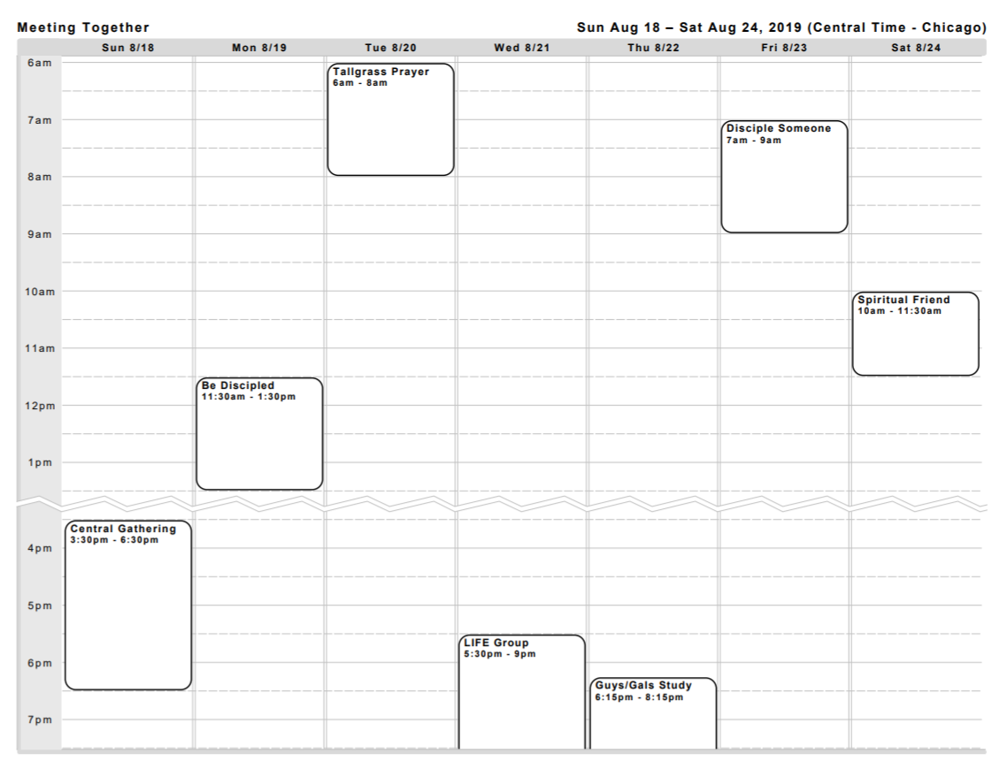 Meeting Together
Sun Aug 18 – Sat Aug 24, 2019 (Central Time - Chicago)
Sun 8/18 Mon 8/19 Tue 8/20 Wed 8/21 Thu 8/22 Fri 8/23 Sat 8/24
6am
Tallgrass Prayer
6am - 8am
7am
Disciple Someone
7am - 9am
8am
9am
10am
Spiritual Friend
10am - 11:30am
11am
Be Discipled
11:30am - 1:30pm
12pm
1pm
Central Gathering
3:30pm - 6:30pm
4pm
5pm
LIFE Group
5:30pm - 9pm
6pm
Guys/Gals Study
6:15pm - 8:15pm
7pm